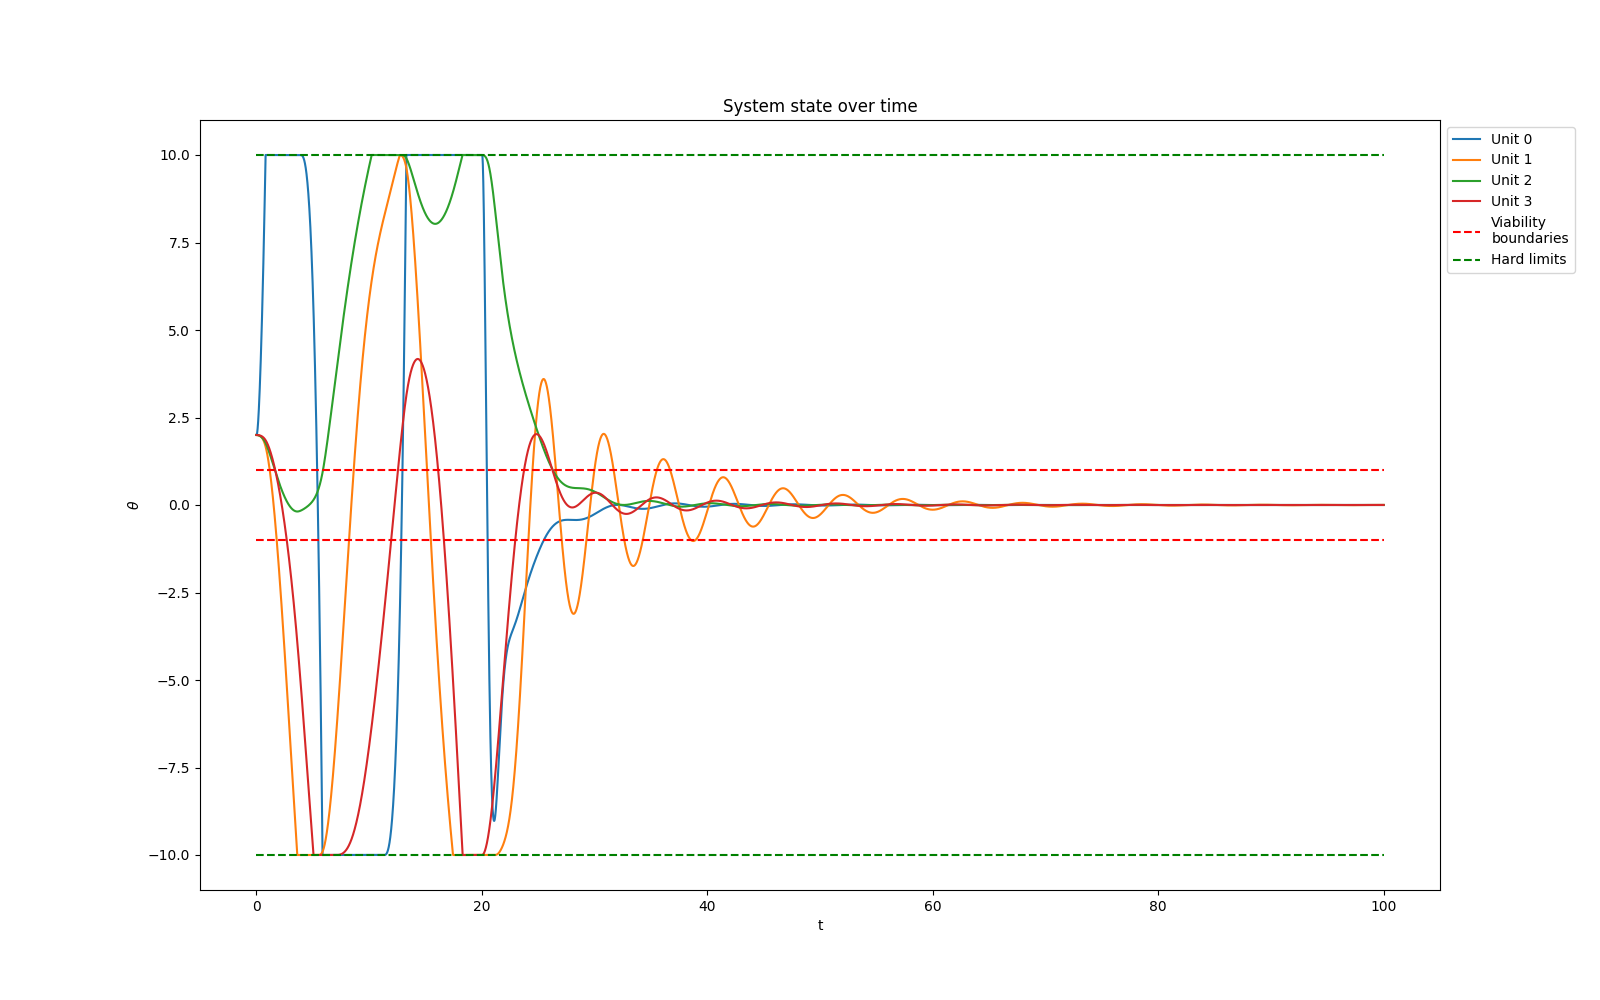 System state over time
10.0
7.5
5.0
2.5
0.0
−2.5
−5.0
−7.5
−10.0
θ
0
20
40
60
80
100
t
Unit 0
Unit 1
Unit 2
Unit 3
Viability
boundaries
Hard limits